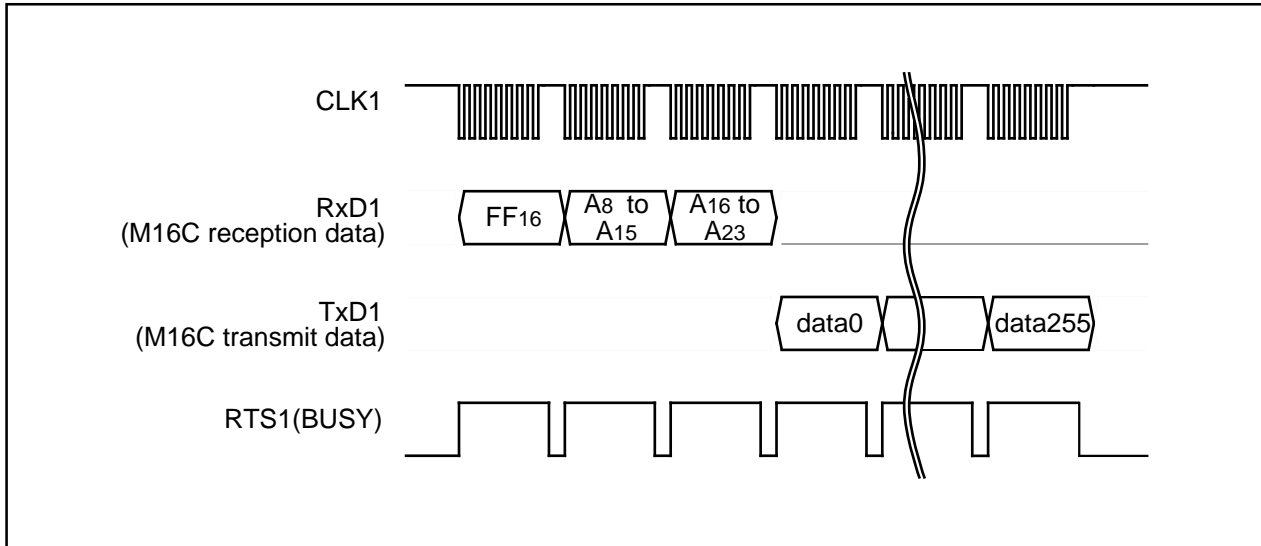 CLK1
RxD1
(M16C reception data)
FF16
A8 to
A15
A16 to
A23
TxD1
(M16C transmit data)
data0
data255
RTS1(BUSY)